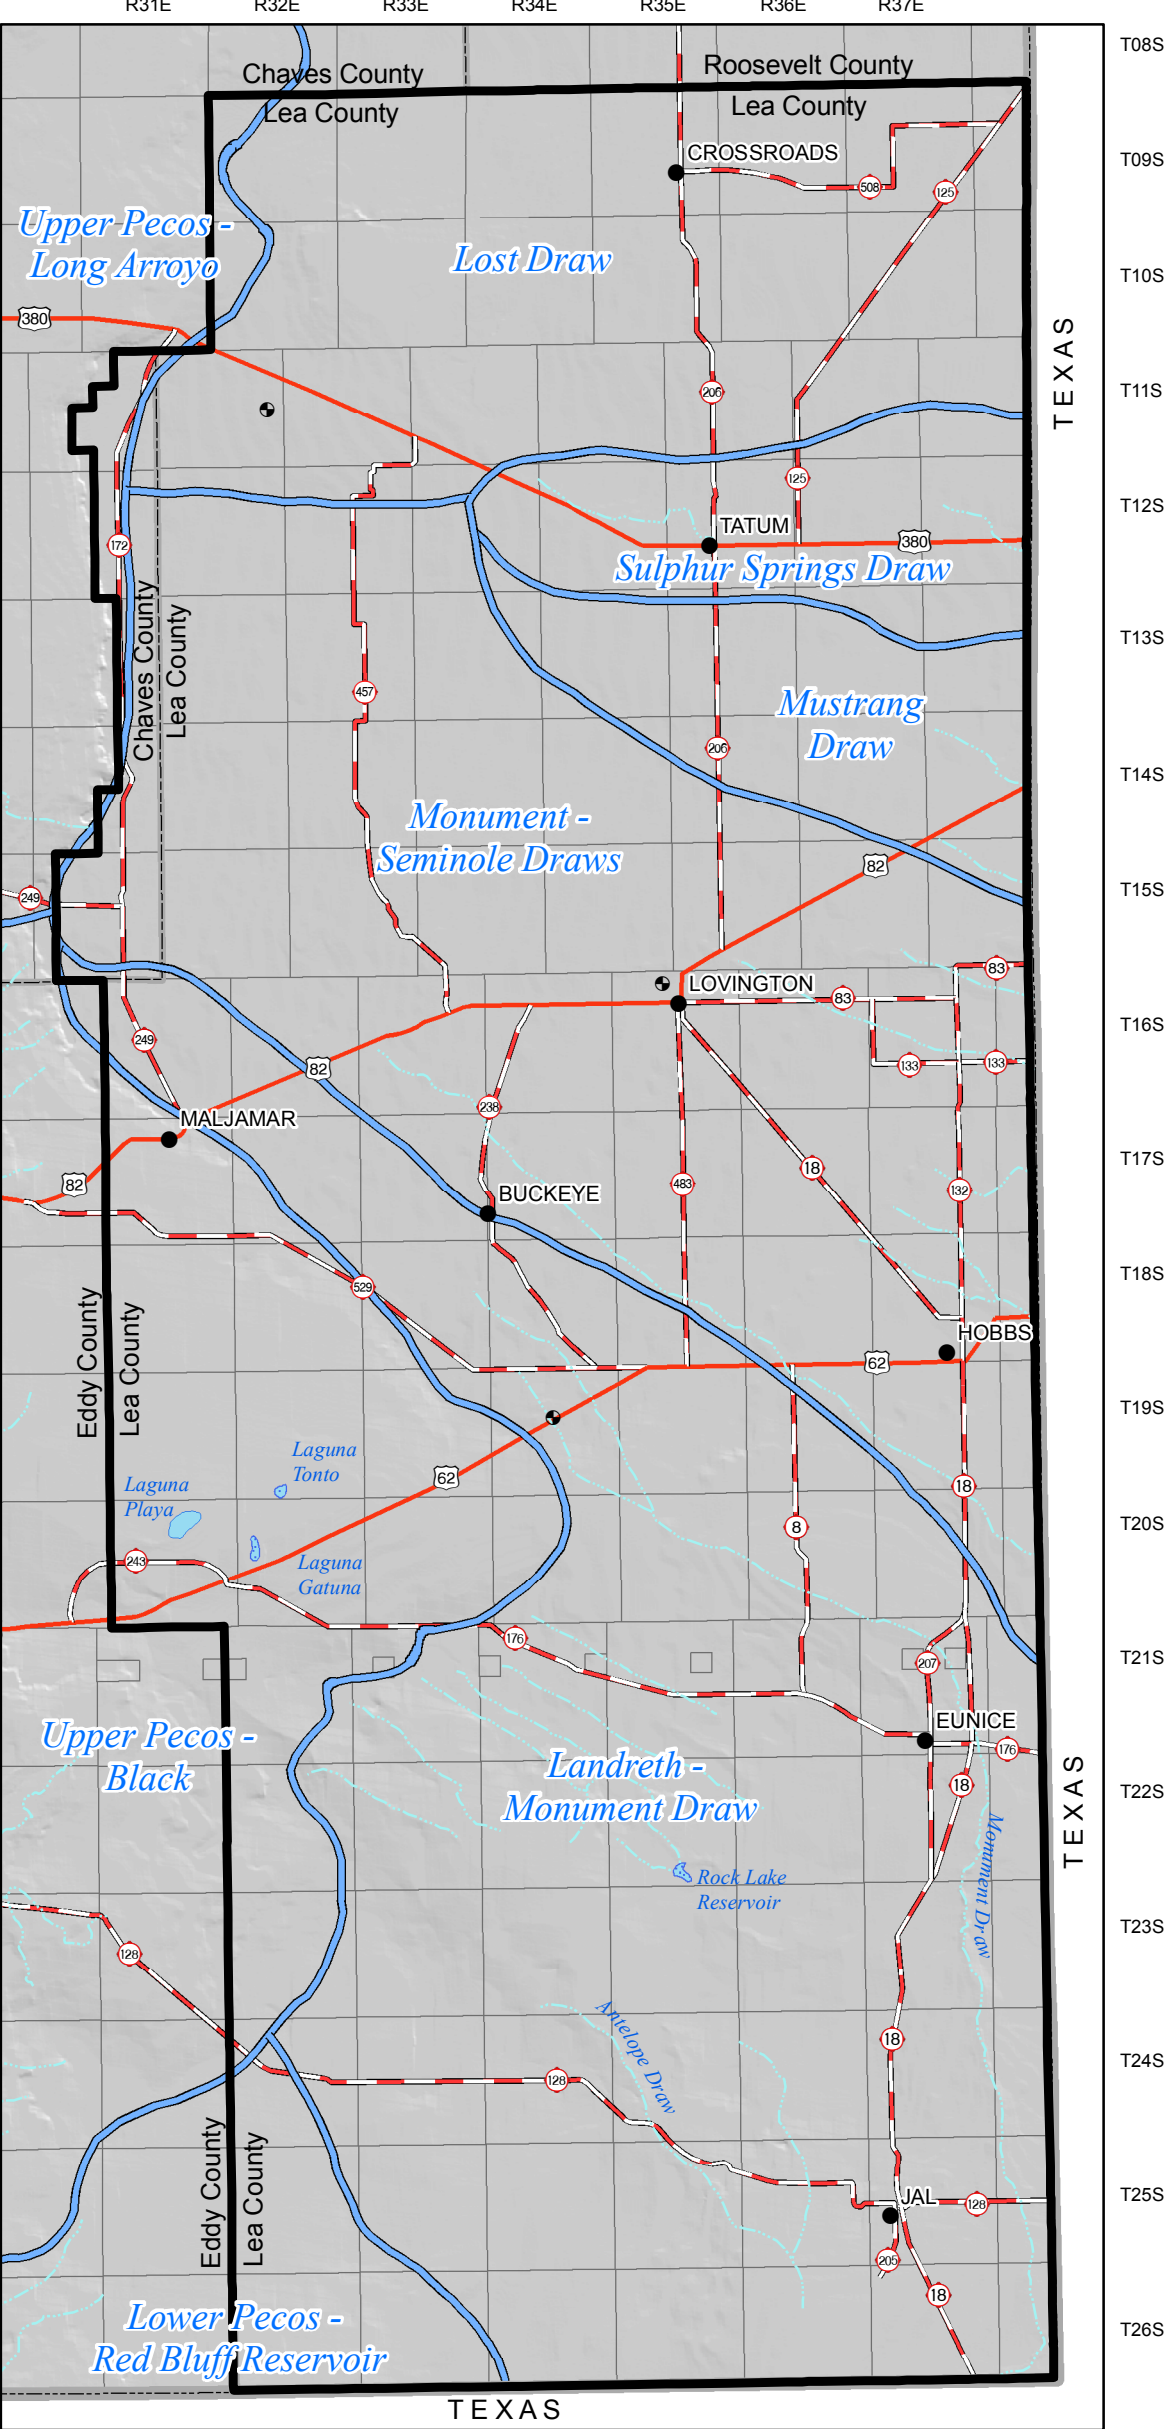 R31E R32E R33E R34E R35E R36E R37E
T08S
Chaves County
Roosevelt County
Lea County
Lea County
CROSSROADS
T09S
508
125
Upper Pecos -
Long Arroyo
Lost Draw
T10S
380
TEXAS
206
T11S
125
T12S
TATUM
380
172
Sulphur Springs Draw
Chaves County
Lea County
T13S
457
Mustrang
Draw
206
T14S
Monument -
Seminole Draws
82
T15S
249
83
LOVINGTON
83
T16S
249
82
133
133
238
MALJAMAR
T17S
82
18
483
132
BUCKEYE
T18S
529
Eddy County
Lea County
HOBBS
62
T19S
Laguna
Tonto
62
Laguna
Playa
18
T20S
8
243
Laguna
Gatuna
176
T21S
207
EUNICE
176
Upper Pecos -
Black
Landreth -
Monument Draw
TEXAS
18
T22S
Monument Draw
Rock Lake
Reservoir
T23S
128
Antelope Draw
18
T24S
128
Eddy County
Lea County
JAL
T25S
128
205
18
Lower Pecos -
Red Bluff Reservoir
T26S
TEXAS